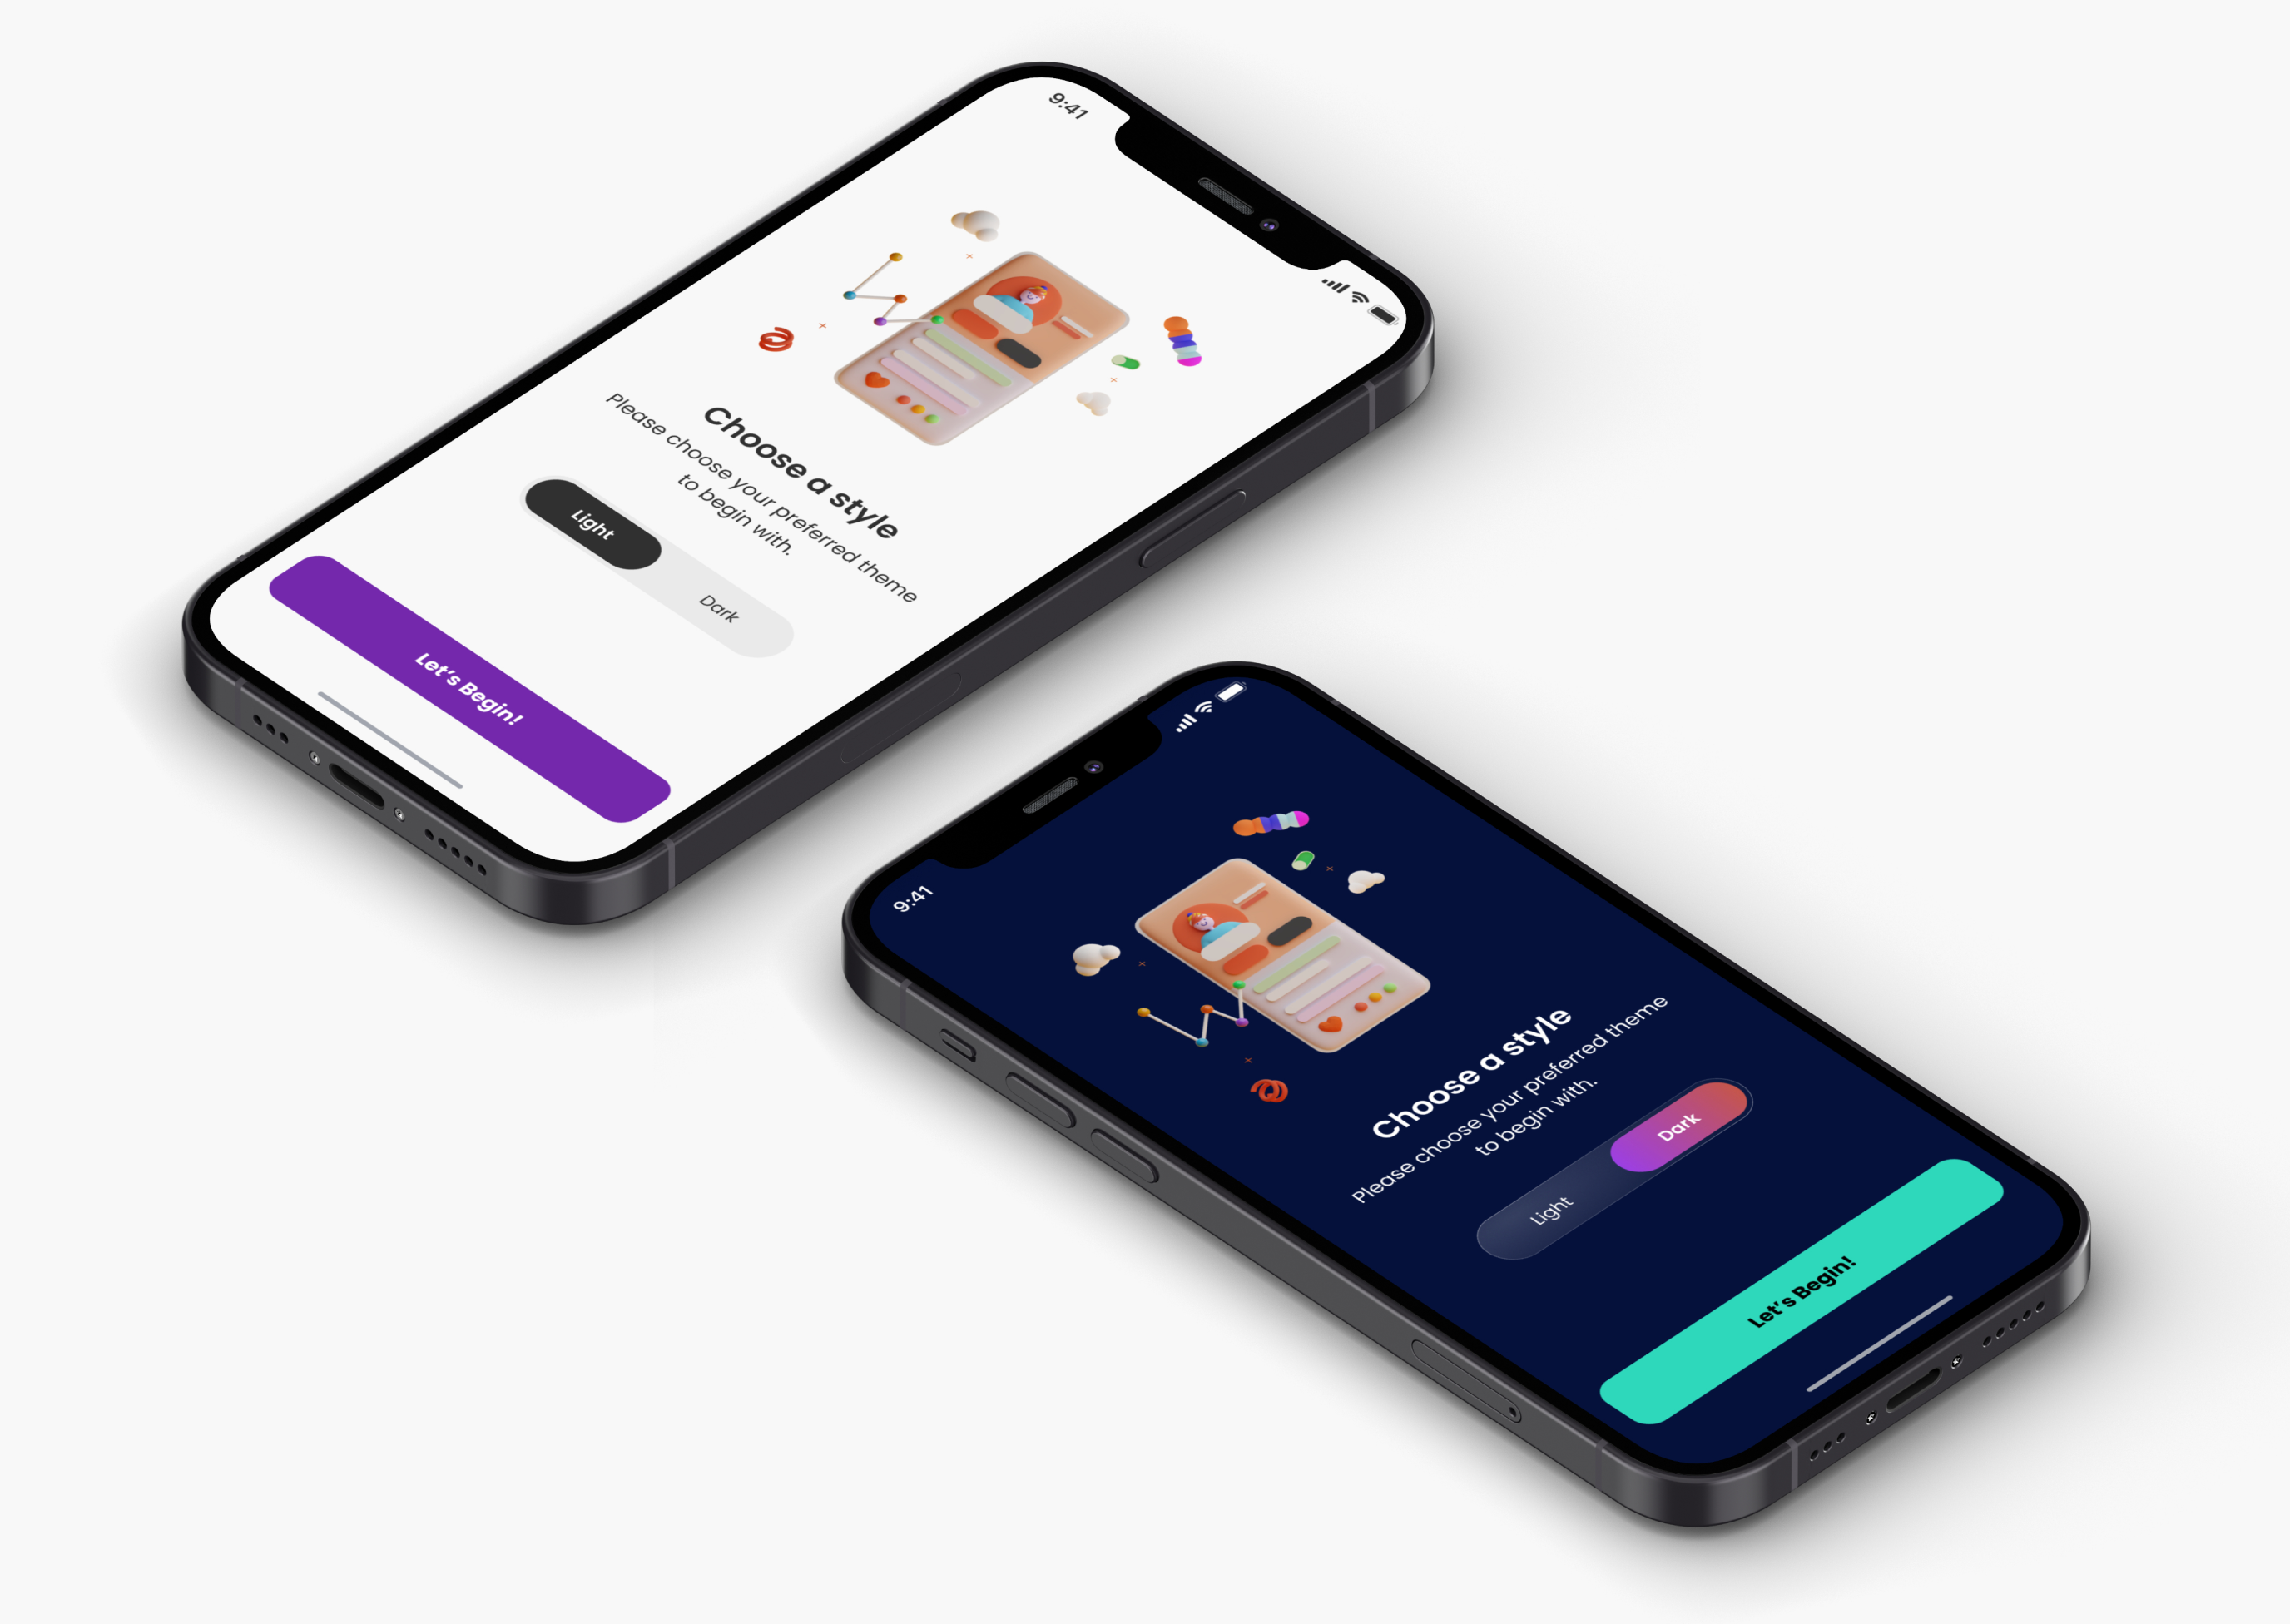 9:41
Choose a style
Please choose your preferred theme
to begin with.
Light
Dark
Let's Begin!
9:41
Choose a style
Please choose your preferred theme
to begin with.
Light
Dark
Let's Begin!